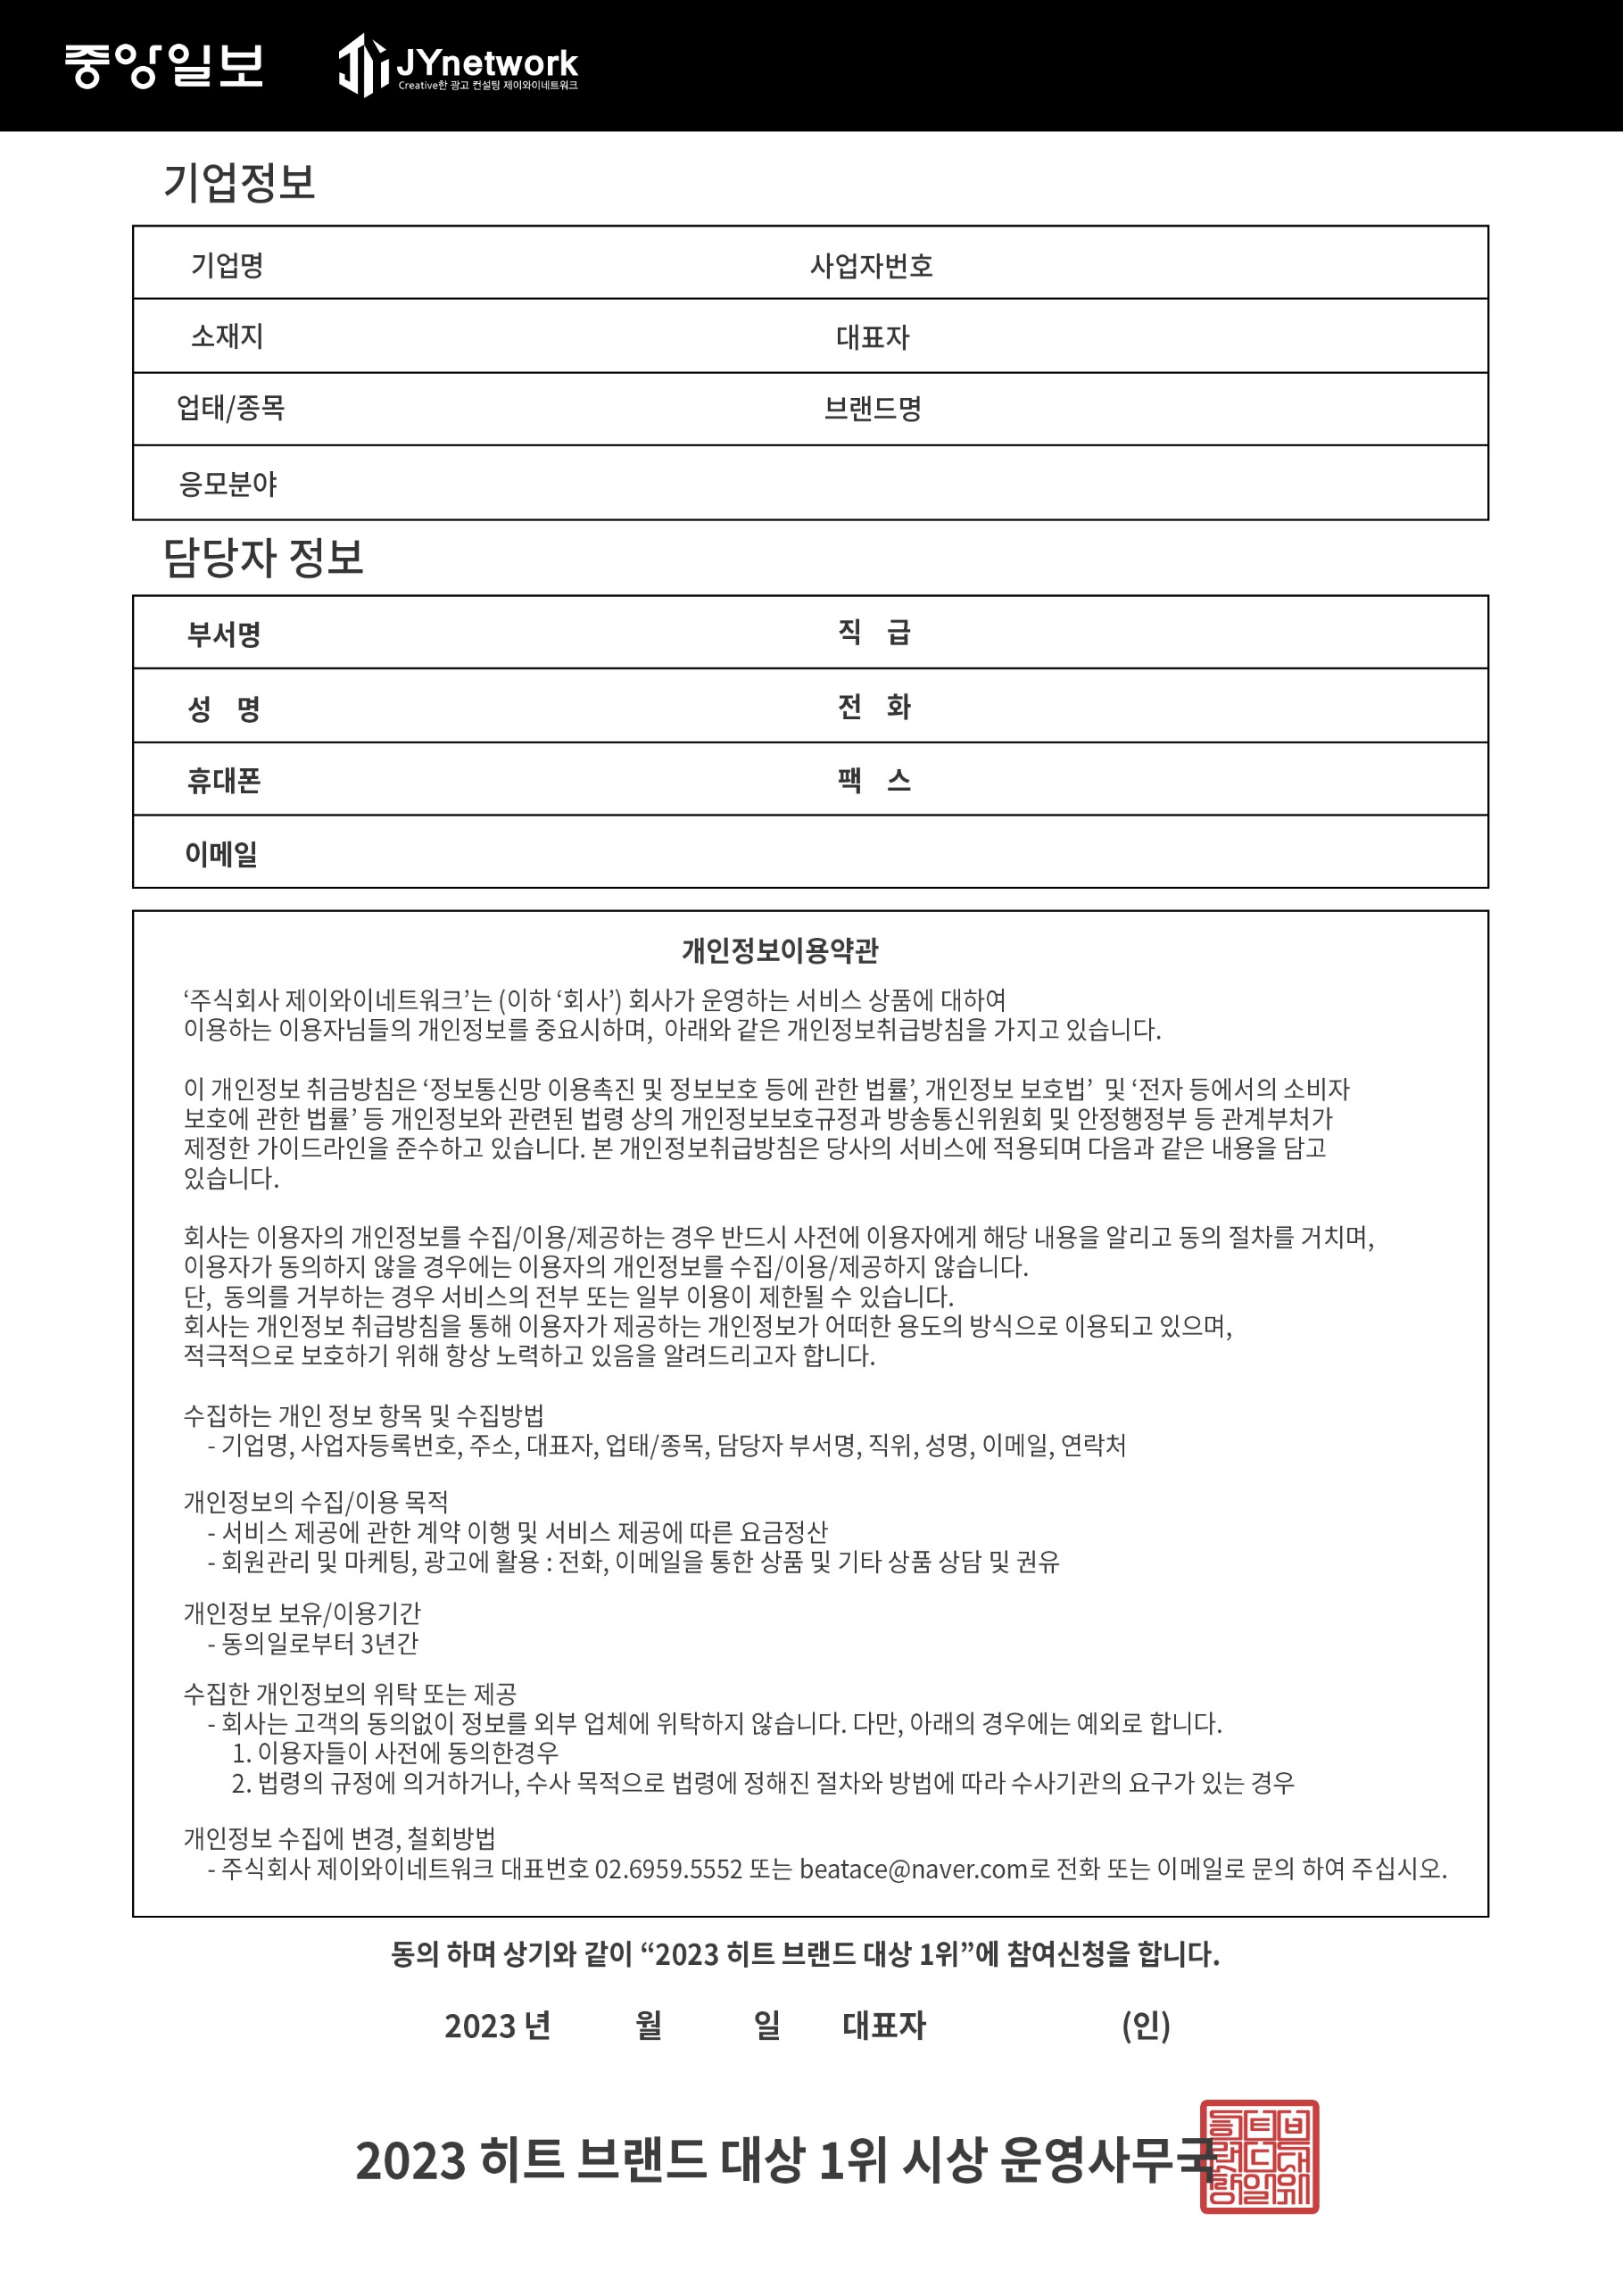 중앙일보
JYnetwork
Creative한 광고 컨설팅 제이와이네트워크
기업정보
기업명 사업자번호
소재지 대표자
업태/종목 브랜드명
응모분야
담당자 정보
부서명 직 급
성 명 전 화
휴대폰 팩 스
이메일
개인정보이용약관
‘주식회사 제이와이네트워크’는 (이하 ‘회사’) 회사가 운영하는 서비스 상품에 대하여
이용하는 이용자님들의 개인정보를 중요시하며, 아래와 같은 개인정보취급방침을 가지고 있습니다.
이 개인정보 취금방침은 ‘정보통신망 이용촉진 및 정보보호 등에 관한 법률’, 개인정보 보호법’ 및 ‘전자 등에서의 소비자
보호에 관한 법률’ 등 개인정보와 관련된 법령 상의 개인정보보호규정과 방송통신위원회 및 안정행정부 등 관계부처가
제정한 가이드라인을 준수하고 있습니다. 본 개인정보취급방침은 당사의 서비스에 적용되며 다음과 같은 내용을 담고
있습니다.
회사는 이용자의 개인정보를 수집/이용/제공하는 경우 반드시 사전에 이용자에게 해당 내용을 알리고 동의 절차를 거치며,
이용자가 동의하지 않을 경우에는 이용자의 개인정보를 수집/이용/제공하지 않습니다.
단, 동의를 거부하는 경우 서비스의 전부 또는 일부 이용이 제한될 수 있습니다.
회사는 개인정보 취급방침을 통해 이용자가 제공하는 개인정보가 어떠한 용도의 방식으로 이용되고 있으며,
적극적으로 보호하기 위해 항상 노력하고 있음을 알려드리고자 합니다.
수집하는 개인 정보 항목 및 수집방법
- 기업명, 사업자등록번호, 주소, 대표자, 업태/종목, 담당자 부서명, 직위, 성명, 이메일, 연락처
개인정보의 수집/이용 목적
- 서비스 제공에 관한 계약 이행 및 서비스 제공에 따른 요금정산
- 회원관리 및 마케팅, 광고에 활용 : 전화, 이메일을 통한 상품 및 기타 상품 상담 및 권유
개인정보 보유/이용기간
- 동의일로부터 3년간
수집한 개인정보의 위탁 또는 제공
- 회사는 고객의 동의없이 정보를 외부 업체에 위탁하지 않습니다. 다만, 아래의 경우에는 예외로 합니다.
1. 이용자들이 사전에 동의한경우
2. 법령의 규정에 의거하거나, 수사 목적으로 법령에 정해진 절차와 방법에 따라 수사기관의 요구가 있는 경우
개인정보 수집에 변경, 철회방법
- 주식회사 제이와이네트워크 대표번호 02.6959.5552 또는 beatace@naver.com로 전화 또는 이메일로 문의 하여 주십시오.
동의 하며 상기와 같이 “2023 히트 브랜드 대상 1위”에 참여신청을 합니다.
2023 년 월 일 대표자 (인)
2023 히트 브랜드 대상 1위 시상 운영사무국